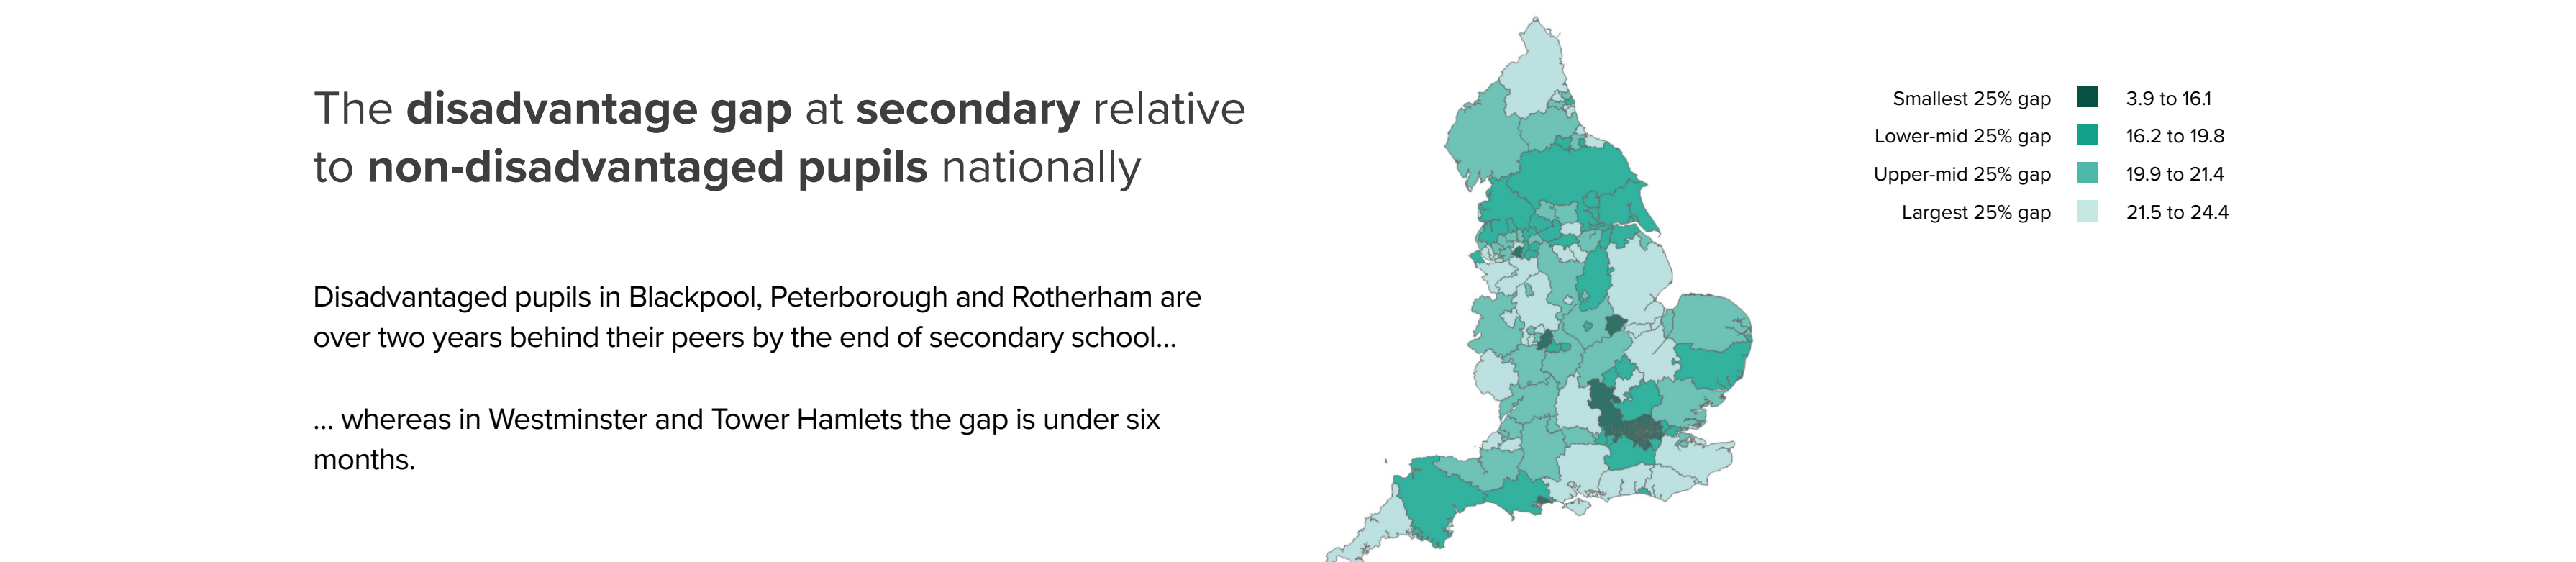 The disadvantage gap at secondary relative
to non-disadvantaged pupils nationally
Disadvantaged pupils in Blackpool, Peterborough and Rotherham are
over two years behind their peers by the end of secondary school...
... whereas in Westminster and Tower Hamlets the gap is under six
months.
Smallest 25% gap 3.9 to 16.1
Lower-mid 25% gap 16.2 to 19.8
Upper-mid 25% gap 19.9 to 21.4
Largest 25% gap 21.5 to 24.4